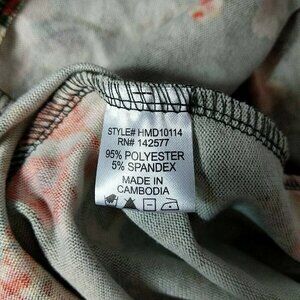 STYLE# HMD10114
RN# 142577
95% POLYESTER
5% SPANDEX
MADE IN
CAMBODIA